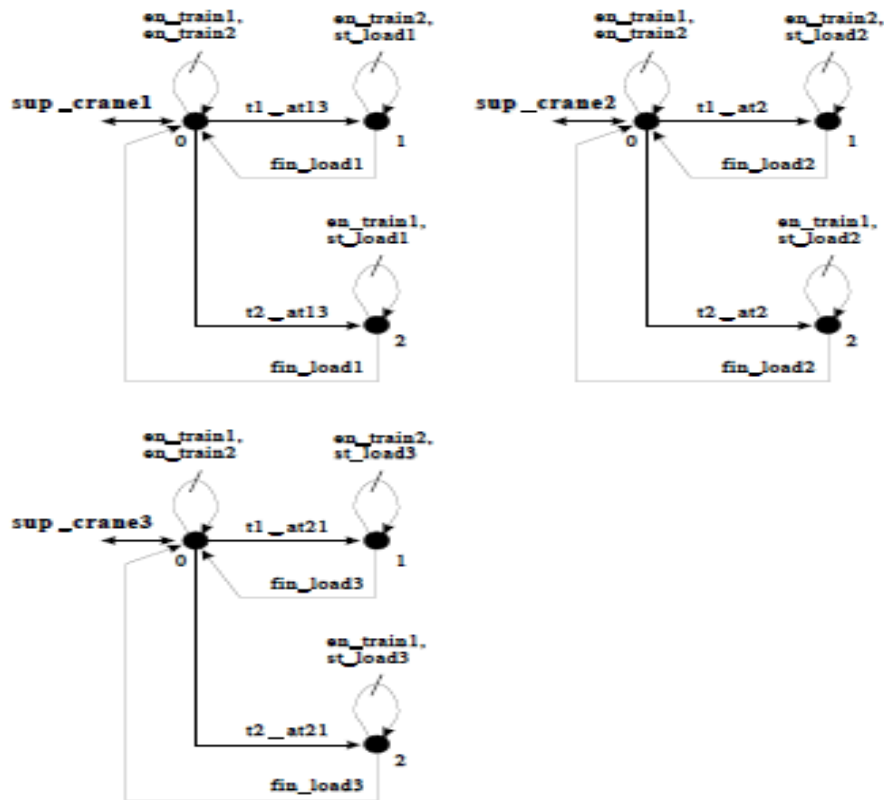 en_train1,
en_train2
en_train2,
st_load1
sup_crane1
t1_at13
0
1
fin_load1
en_train1,
st_load1
t2_at13
2
fin_load1
en_train1,
en_train2
en_train2,
st_load2
sup_crane2
t1_at2
0
1
fin_load2
en_train1,
st_load2
t2_at2
2
fin_load2
en_train1,
en_train2
en_train2,
st_load3
sup_crane3
t1_at21
0
1
fin_load3
en_train1,
st_load3
t2_at21
2
fin_load3